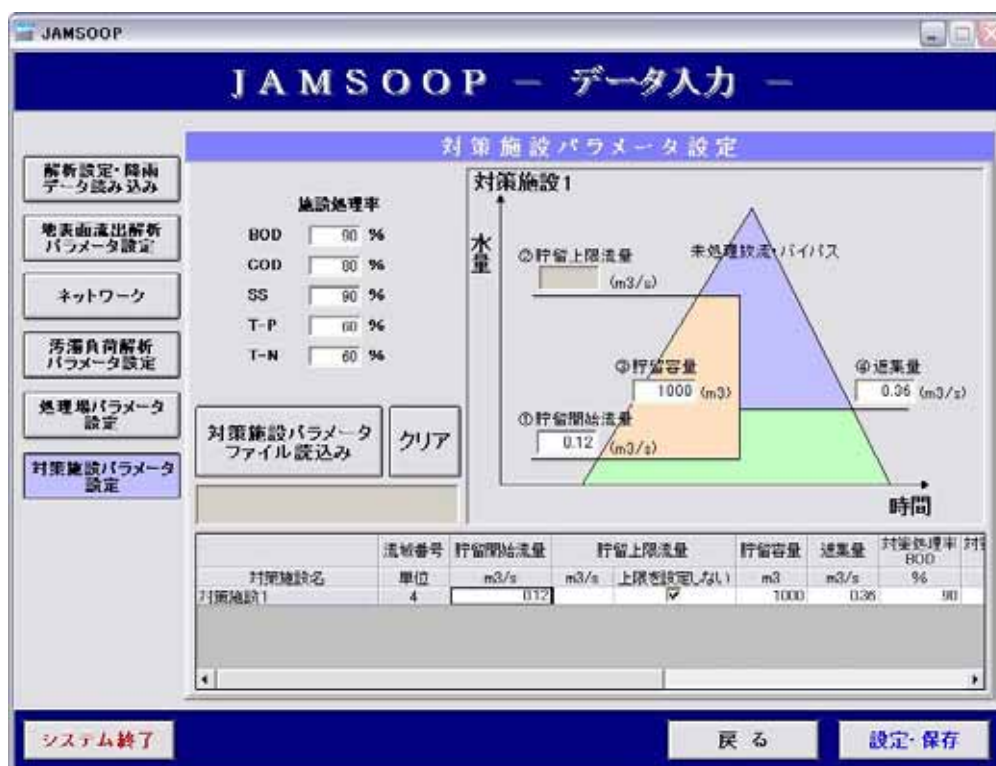 JAMSOOP
JAMSOOP － データ入力 －
対策施設パラメータ設定
解析設定・降雨
データ読み込み
地表面流出解析
パラメータ設定
ネットワーク
汚濁負荷解析
パラメータ設定
処理場パラメータ
設定
対策施設パラメータ
設定
施設処理率
BOD 90 %
COD 80 %
SS 90 %
T-P 60 %
T-N 60 %
対策施設パラメータ
ファイル読込み
クリア
対策施設1
水量
②貯留上限流量
(m3/s)
未処理放流・バイパス
③貯留容量
1000 (m3)
④遮集量
0.36 (m3/s)
①貯留開始流量
0.12 (m3/s)
時間
流域番号 貯留開始流量 貯留上限流量 貯留容量 遮集量 対策処理率 対策
BOD
対策施設名 単位 m3/s m3/s 上限を設定しない m3 m3/s %
対策施設1 4 0.12 1000 0.36 90
システム終了
戻る
設定・保存